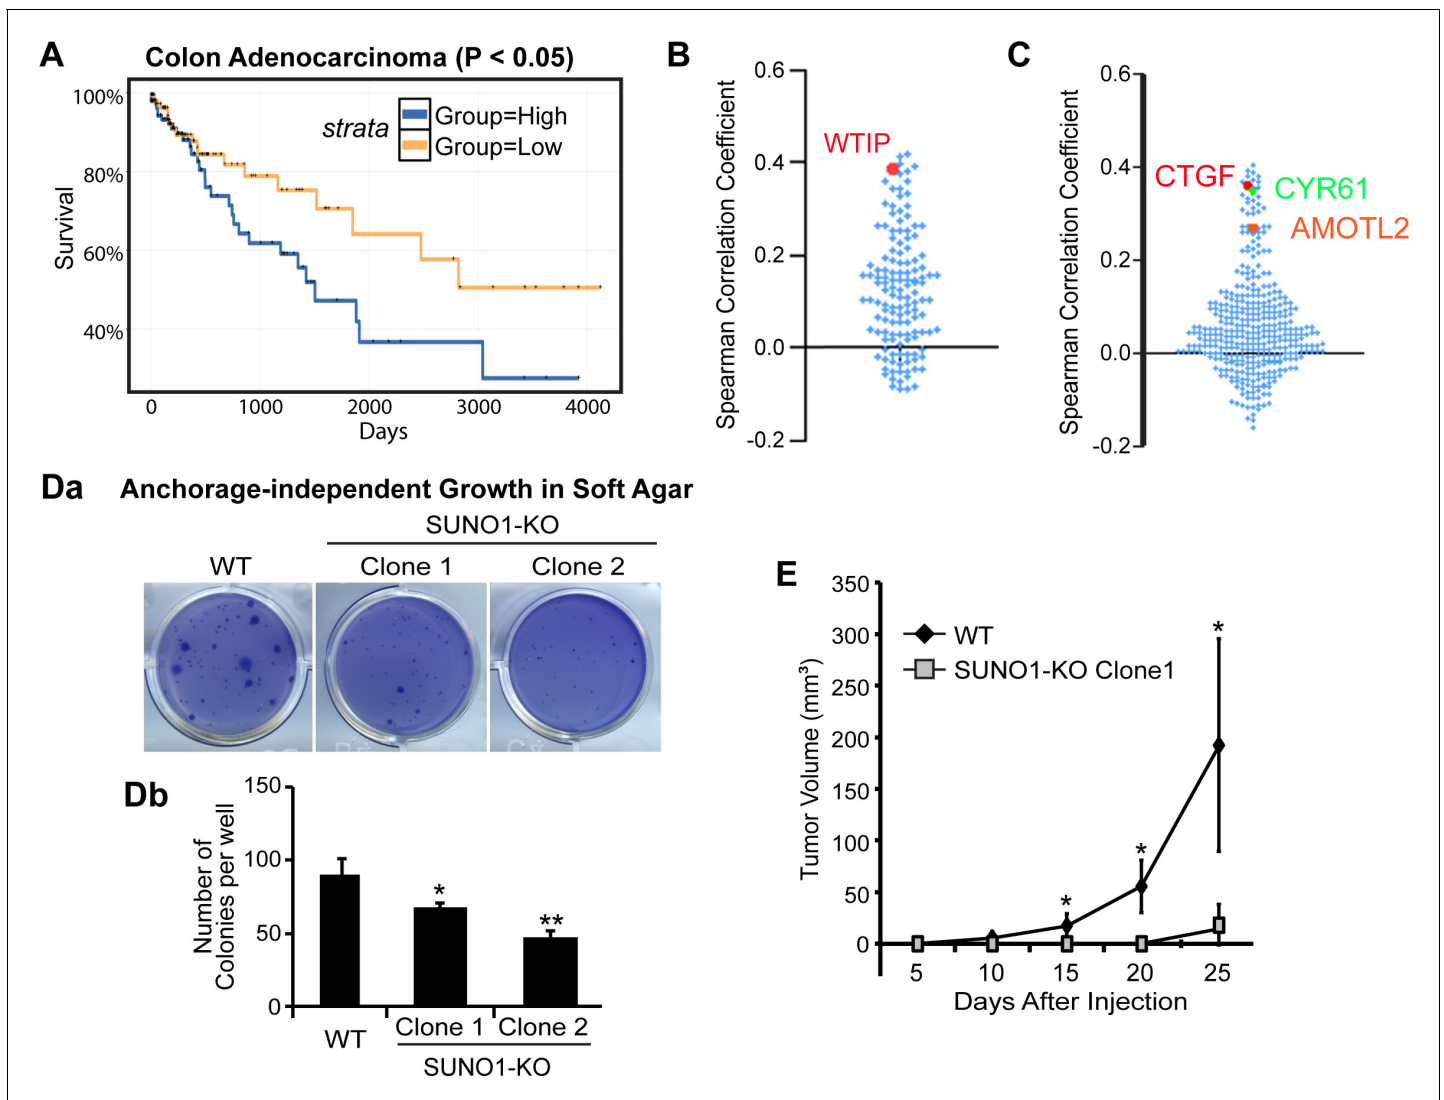 A
Colon Adenocarcinoma (P < 0.05)
Survival
100%
80%
60%
40%
strata
Group=High
Group=Low
0 1000 2000 3000 4000
Days
B
Spearman Correlation Coefficient
0.6
0.4
0.2
0.0
-0.2
WTIP
C
Spearman Correlation Coefficient
0.6
0.4
0.2
0.0
-0.2
CTGF
CYR61
AMOTL2
Da Anchorage-independent Growth in Soft Agar
SUNO1-KO
WT Clone 1 Clone 2
Db
Number of
Colonies per well
150
100
50
0
*
**
WT
Clone 1 Clone 2
SUNO1-KO
E
Tumor Volume (mm³)
350
300
250
200
150
100
50
0
WT
SUNO1-KO Clone1
*
*
*
5 10 15 20 25
Days After Injection